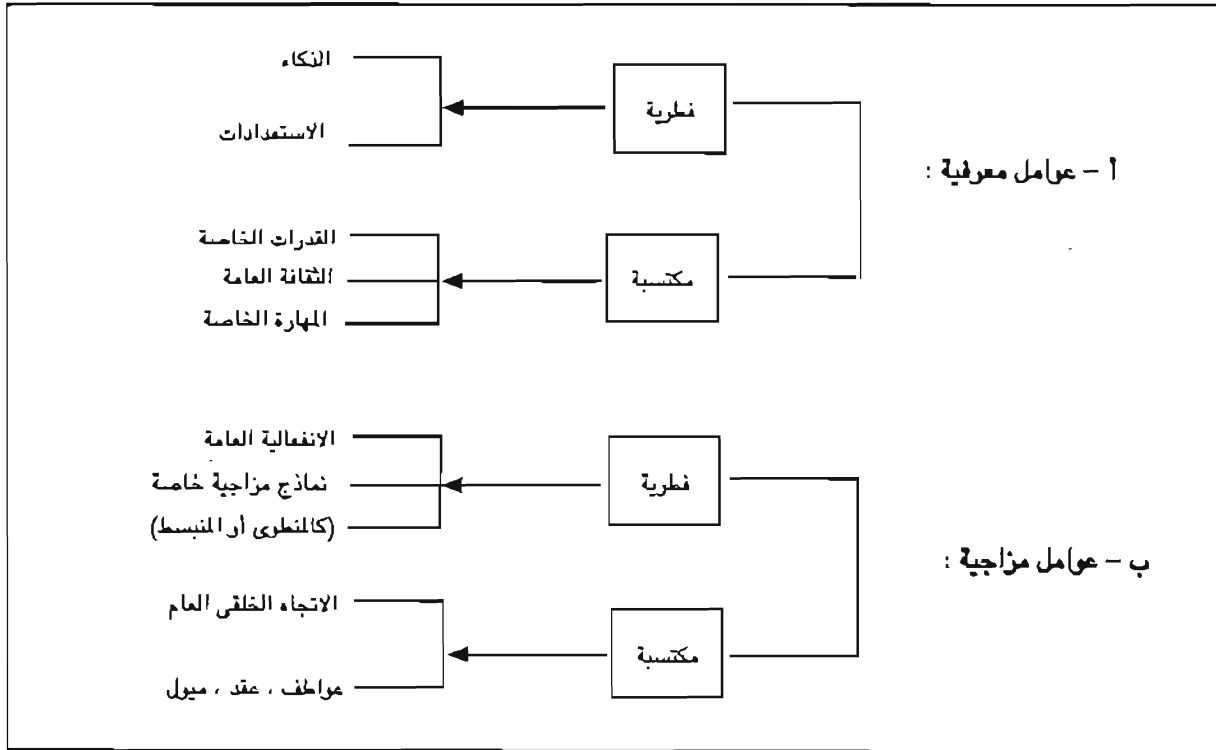 أ – عوامل معرفية :
فطرية
الذكاء
الاستعدادات
مكتسبة
القدرات الخاصة
الثقافة العامة
المهارة الخاصة
ب – عوامل مزاجية :
فطرية
الانفعالية العامة
نماذج مزاجية خاصة
(كالمنطوى أو المنبسط)
مكتسبة
الاتجاه الخلقى العام
عواطف ، عقد ، ميول